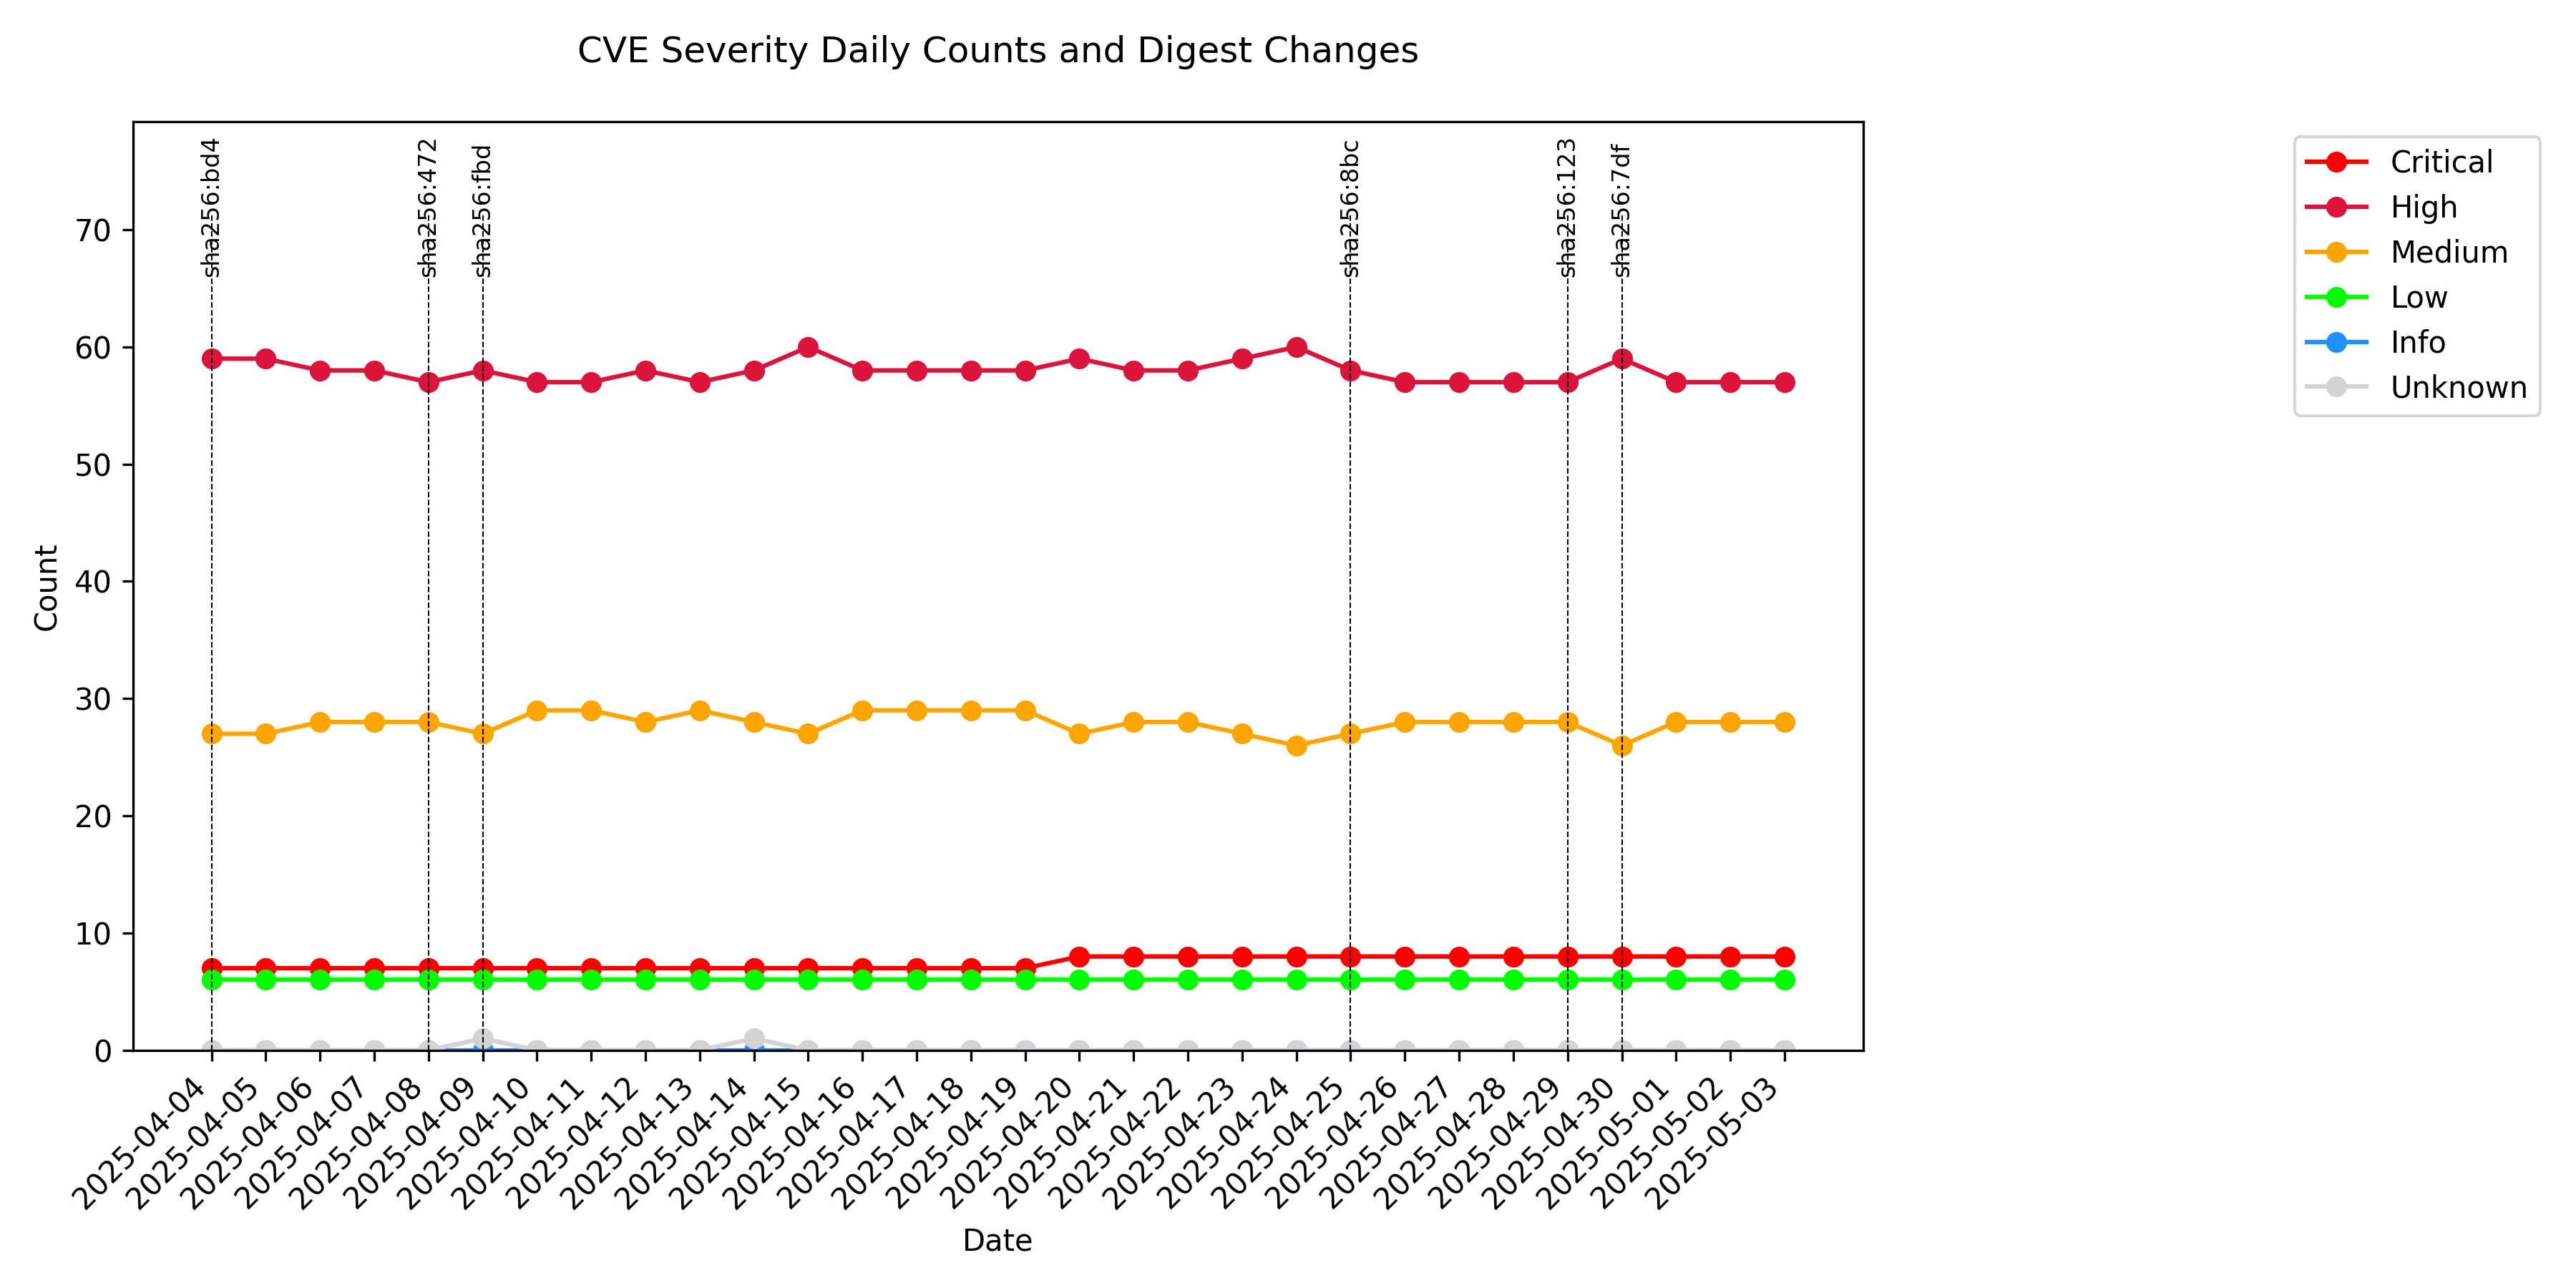 CVE Severity Daily Counts and Digest Changes
sha256:bd4
sha256:472
sha256:fbd
sha256:8bc
sha256:123
sha256:7df
Critical
High
Medium
Low
Info
Unknown
Count
70
60
50
40
30
20
10
0
2025-04-04
2025-04-05
2025-04-06
2025-04-07
2025-04-08
2025-04-09
2025-04-10
2025-04-11
2025-04-12
2025-04-13
2025-04-14
2025-04-15
2025-04-16
2025-04-17
2025-04-18
2025-04-19
2025-04-20
2025-04-21
2025-04-22
2025-04-23
2025-04-24
2025-04-25
2025-04-26
2025-04-27
2025-04-28
2025-04-29
2025-04-30
2025-05-01
2025-05-02
2025-05-03
Date